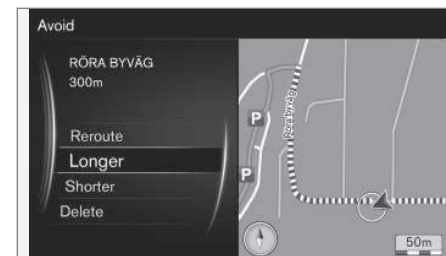 Avoid
RÖRA BYVÄG
300m
Reroute
Longer
Shorter
Delete
P
Röra byväg
P
50m